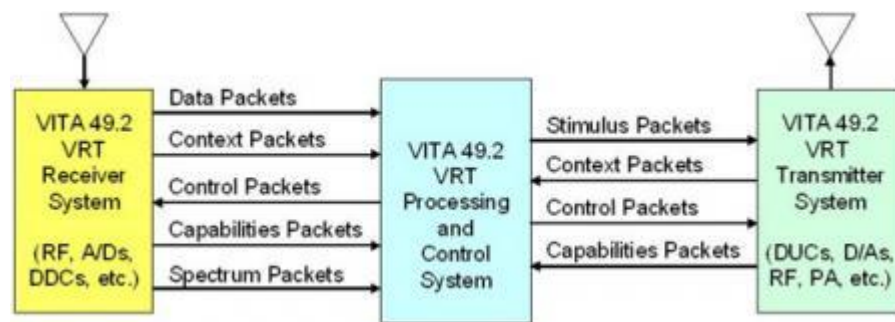 VITA 49.2
VRT
Receiver
System
(RF, A/Ds,
DDCs, etc.)
Data Packets
Context Packets
Control Packets
Capabilities Packets
Spectrum Packets
VITA 49.2
VRT
Processing
and
Control
System
Stimulus Packets
Context Packets
Control Packets
Capabilities Packets
VITA 49.2
VRT
Transmitter
System
(DUCs, D/As,
RF, PA, etc.)